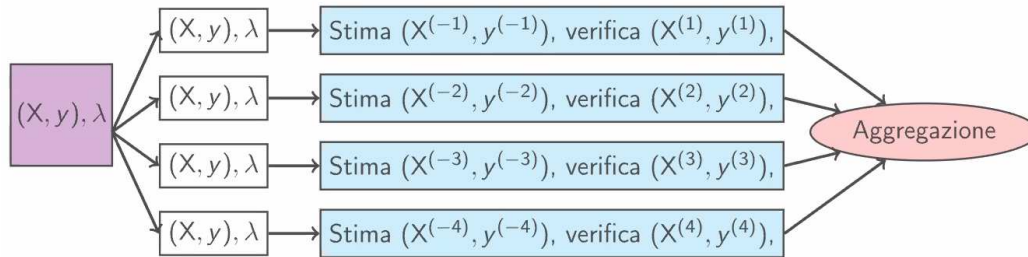 (X, y), λ
(X, y), λ
Stima (X^(−1), y^(−1)), verifica (X^(1), y^(1)),
(X, y), λ
Stima (X^(−2), y^(−2)), verifica (X^(2), y^(2)),
(X, y), λ
Stima (X^(−3), y^(−3)), verifica (X^(3), y^(3)),
(X, y), λ
Stima (X^(−4), y^(−4)), verifica (X^(4), y^(4)),
Aggregazione